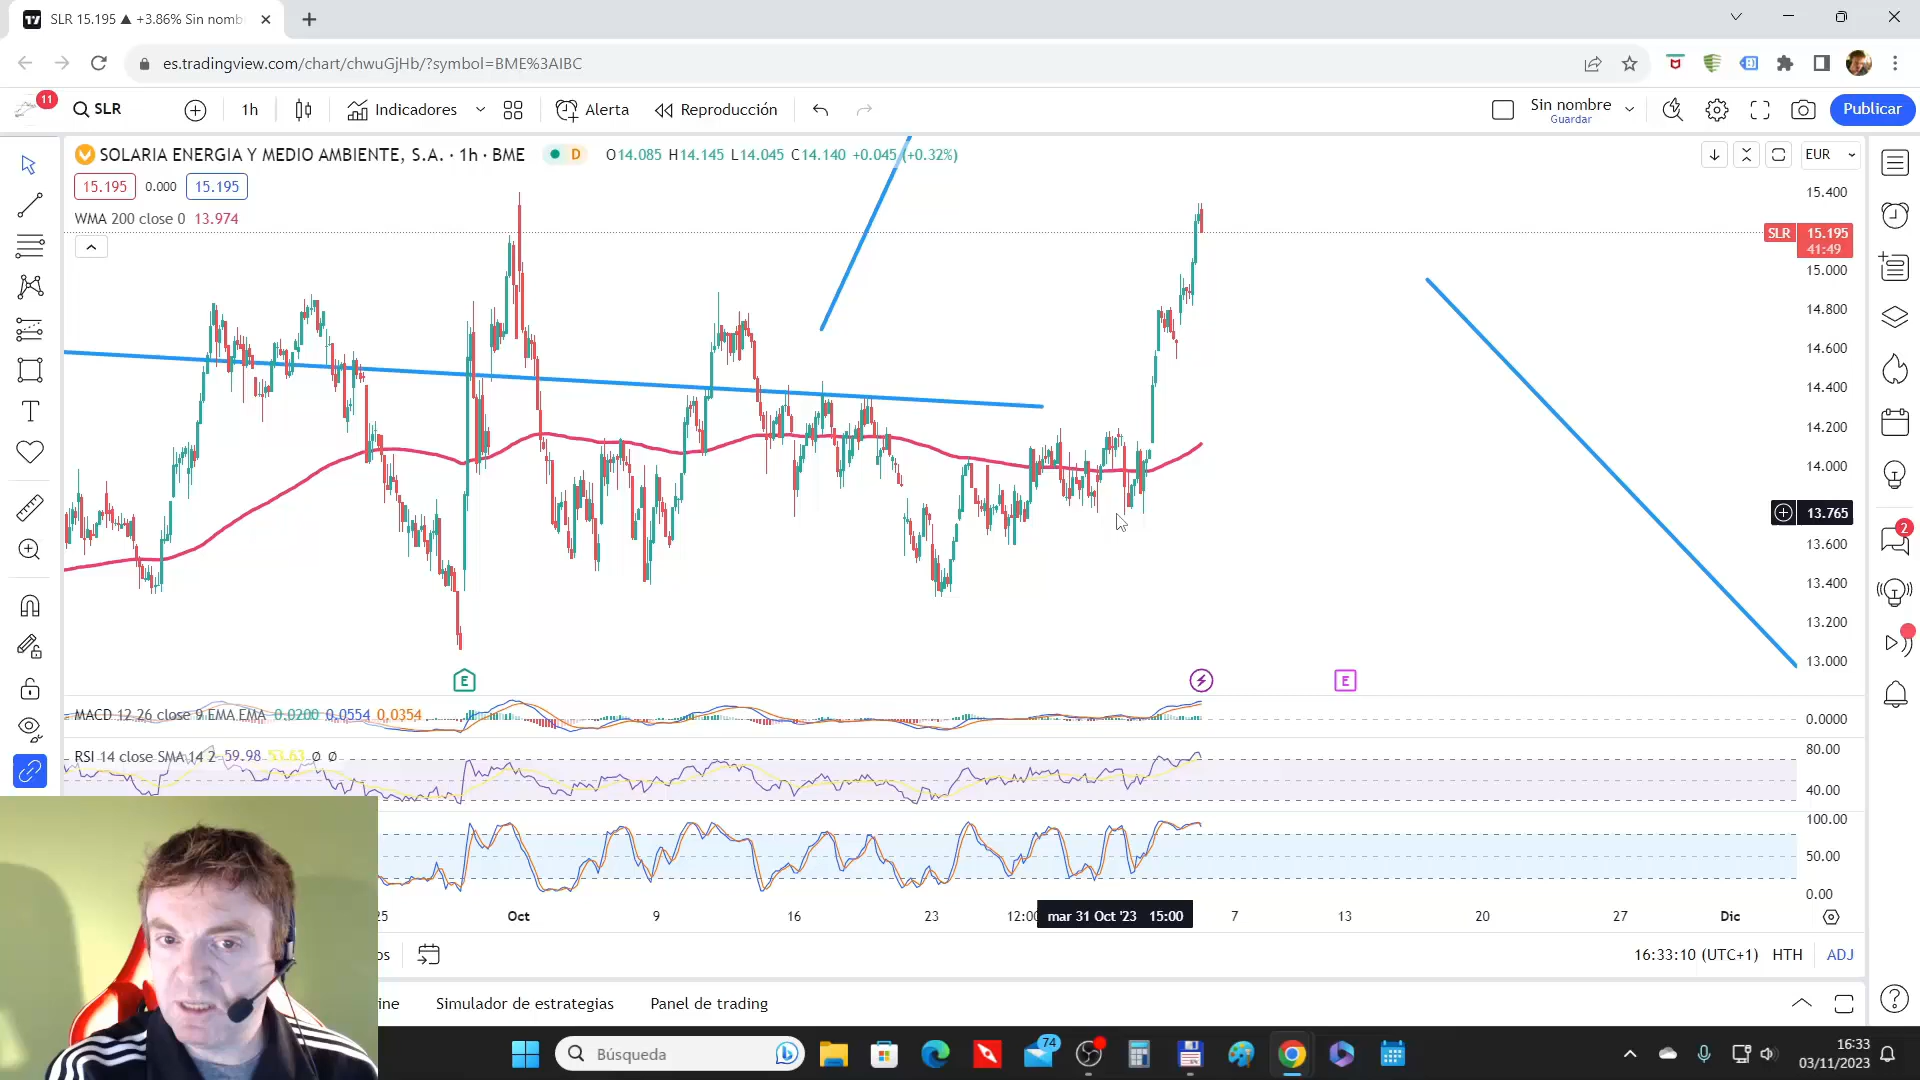 SLR 15.195 ▲ +3.86% Sin nomb
es.tradingview.com/chart/chwuGjHb/?symbol=BME%3AIBC
11
SLR
1h
Indicadores
Alerta
Reproducción
Sin nombre
Guardar
Publicar
SOLARIA ENERGIA Y MEDIO AMBIENTE, S.A. · 1h · BME
D
O14.085 H14.145 L14.045 C14.140 +0.045 (+0.32%)
EUR
15.195 0.000 15.195
WMA 200 close 0 13.974
15.400
SLR 15.195
41:49
15.000
14.800
14.600
14.400
14.200
14.000
13.765
13.600
13.400
13.200
13.000
E
E
MACD 12 26 close 9 EMA EMA 0.0200 0.0554 0.0354
0.0000
RSI 14 close SMA 14 2 59.98 53.63 ∅ ∅
80.00
40.00
100.00
50.00
0.00
25 Oct 9 16 23 12:00 mar 31 Oct '23 15:00 7 13 20 27 Dic
16:33:10 (UTC+1) HTH ADJ
Simulador de estrategias
Panel de trading
2
Búsqueda
74
16:33
03/11/2023